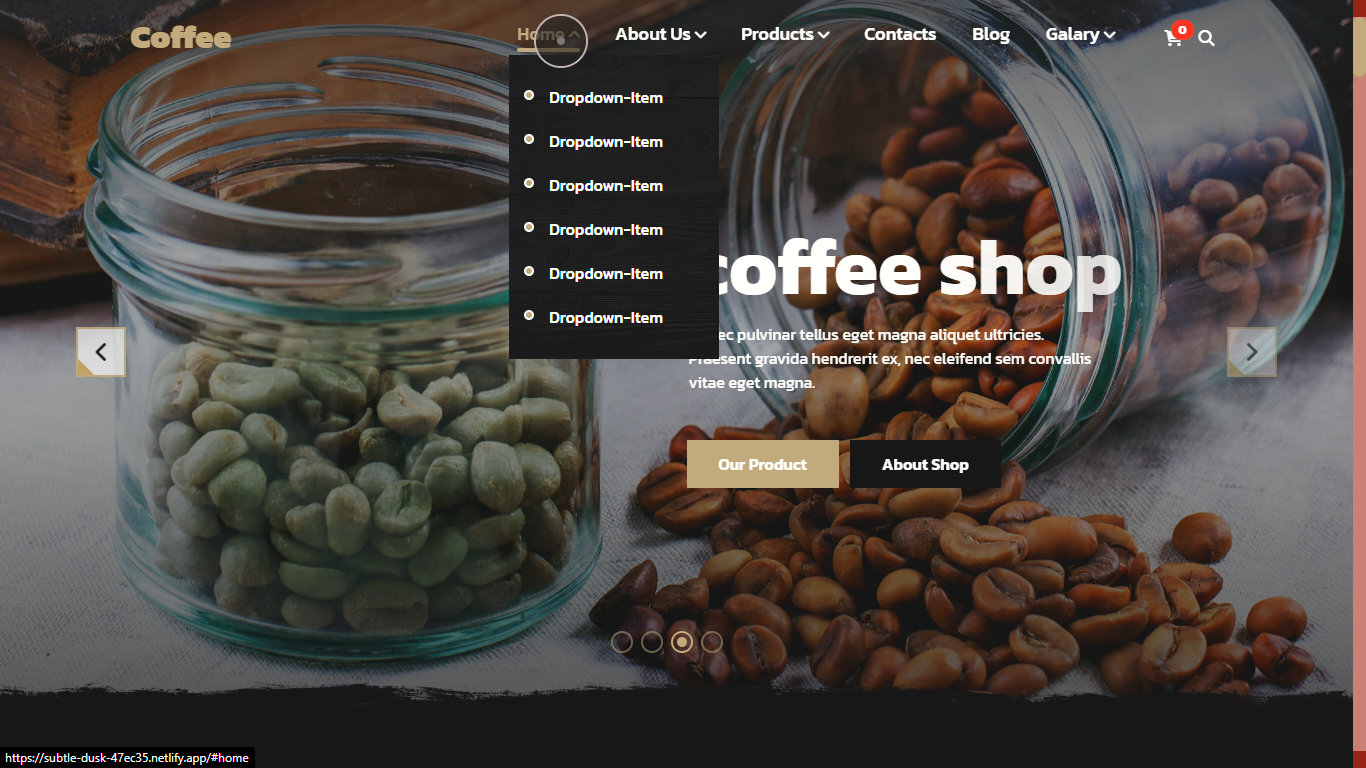 Coffee
Home
About Us
Products
Contacts
Blog
Galary
0
Dropdown-Item
Dropdown-Item
Dropdown-Item
Dropdown-Item
Dropdown-Item
Dropdown-Item
coffee shop
pulvinar tellus eget magna aliquet ultricies.
Praesent gravida hendrerit ex, nec eleifend sem convallis
vitae eget magna.
Our Product
About Shop
https://subtle-dusk-47ec35.netlify.app/#home